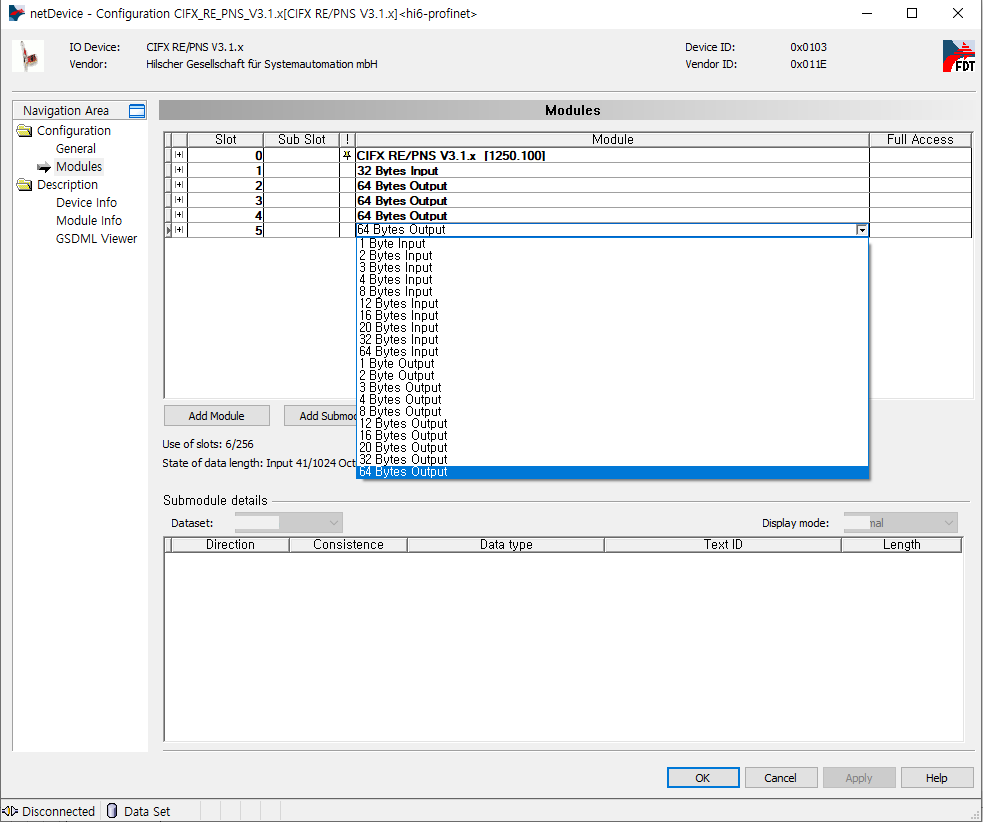 netDevice - Configuration CIFX_RE_PNS_V3.1.x[CIFX RE/PNS V3.1.x]<hi6-profinet>
IO Device: CIFX RE/PNS V3.1.x Device ID: 0x0103
Vendor: Hilscher Gesellschaft für Systemautomation mbH Vendor ID: 0x011E
FDT
Navigation Area
Configuration
General
Modules
Description
Device Info
Module Info
GSDML Viewer
Modules
Slot Sub Slot ! Module Full Access
0 CIFX RE/PNS V3.1.x [1250.100]
1 32 Bytes Input
2 64 Bytes Output
3 64 Bytes Output
4 64 Bytes Output
5 64 Bytes Output
1 Byte Input
2 Bytes Input
3 Bytes Input
4 Bytes Input
8 Bytes Input
12 Bytes Input
16 Bytes Input
20 Bytes Input
32 Bytes Input
64 Bytes Input
1 Byte Output
2 Byte Output
3 Bytes Output
4 Bytes Output
8 Bytes Output
12 Bytes Output
16 Bytes Output
20 Bytes Output
32 Bytes Output
64 Bytes Output
Add Module Add Submo
Use of slots: 6/256
State of data length: Input 41/1024 Oct
Submodule details
Dataset: Display mode: mal
Direction Consistence Data type Text ID Length
OK Cancel Apply Help
Disconnected Data Set